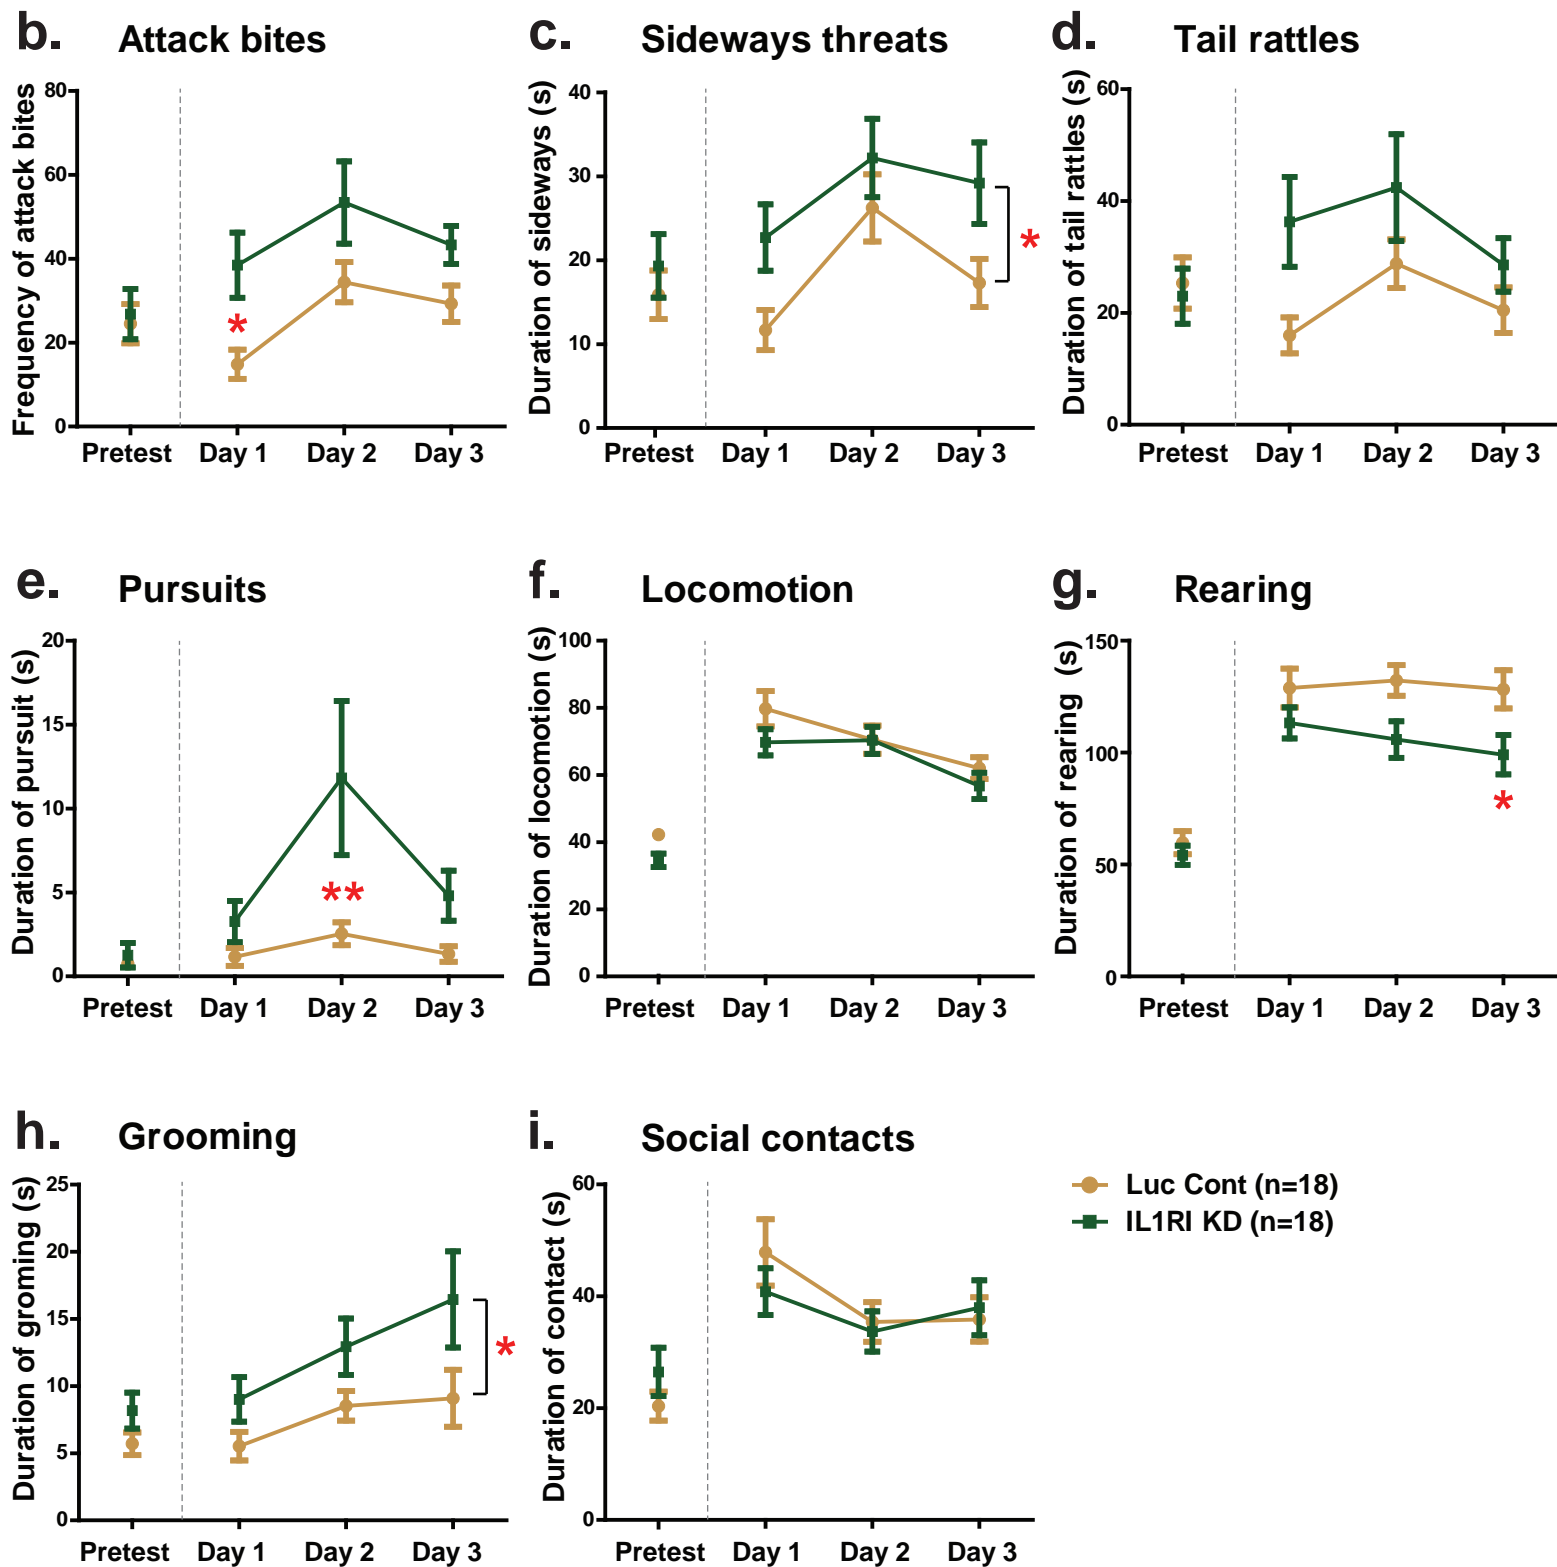 b. Attack bites
Frequency of attack bites
80
60
40
20
0
Pretest Day 1 Day 2 Day 3
*
c. Sideways threats
Duration of sideways (s)
40
30
20
10
0
Pretest Day 1 Day 2 Day 3
*
d. Tail rattles
Duration of tail rattles (s)
60
40
20
0
Pretest Day 1 Day 2 Day 3
e. Pursuits
Duration of pursuit (s)
20
15
10
5
0
Pretest Day 1 Day 2 Day 3
**
f. Locomotion
Duration of locomotion (s)
100
80
60
40
20
0
Pretest Day 1 Day 2 Day 3
g. Rearing
Duration of rearing (s)
150
100
50
0
Pretest Day 1 Day 2 Day 3
*
h. Grooming
Duration of groming (s)
25
20
15
10
5
0
Pretest Day 1 Day 2 Day 3
*
i. Social contacts
Duration of contact (s)
60
40
20
0
Pretest Day 1 Day 2 Day 3
Luc Cont (n=18)
IL1RI KD (n=18)